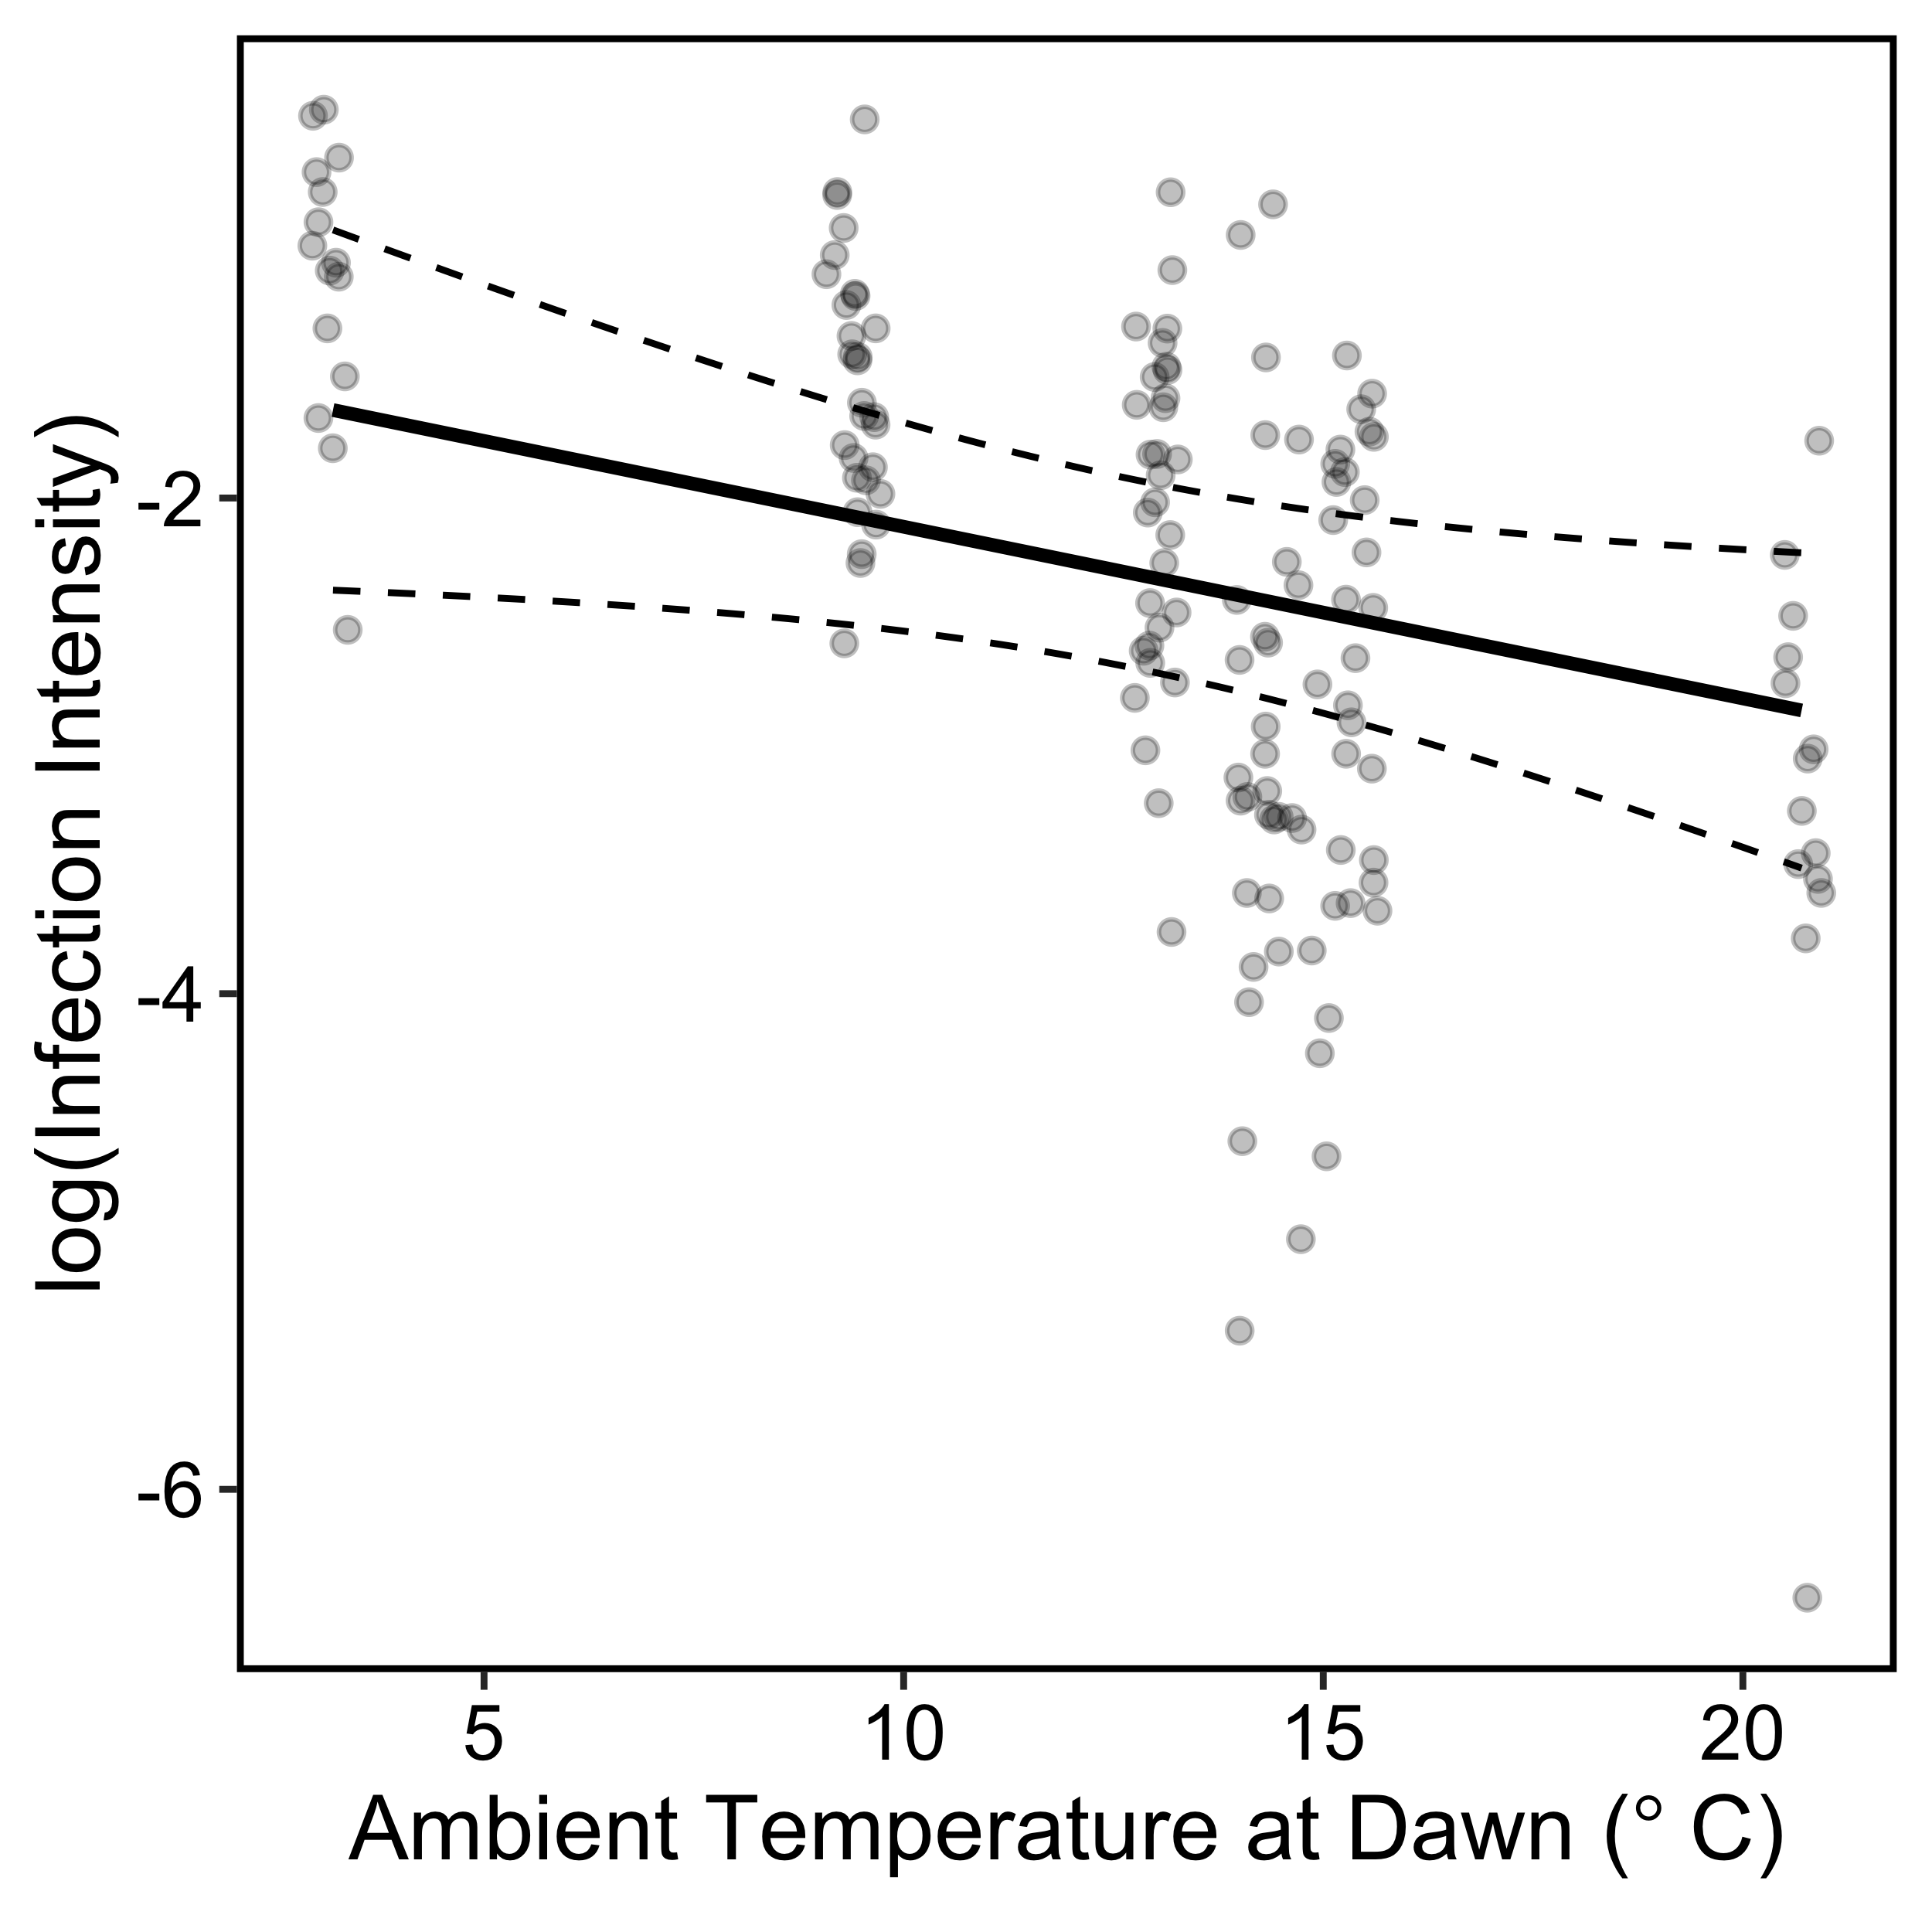 log(Infection Intensity)
-2
-4
-6
5 10 15 20
Ambient Temperature at Dawn (° C)